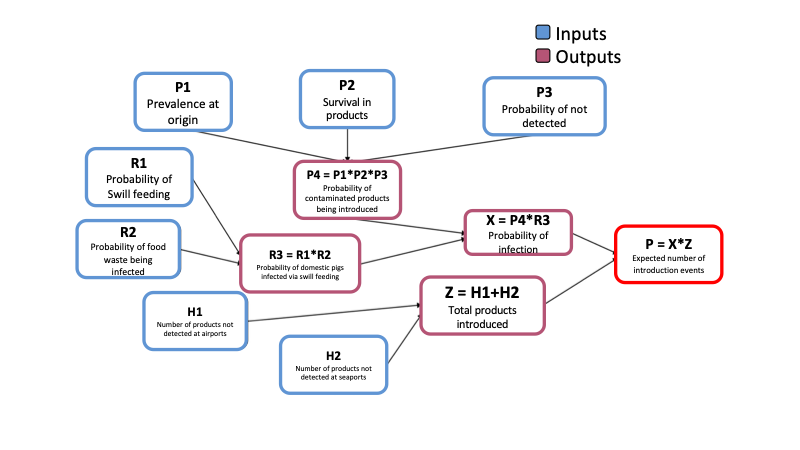 Inputs
Outputs
P1
Prevalence at
origin
P2
Survival in
products
P3
Probability of not
detected
R1
Probability of
Swill feeding
P4 = P1*P2*P3
Probability of
contaminated products
being introduced
R2
Probability of food
waste being
infected
R3 = R1*R2
Probability of domestic pigs
infected via swill feeding
X = P4*R3
Probability of
infection
P = X*Z
Expected number of
introduction events
H1
Number of products not
detected at airports
Z = H1+H2
Total products
introduced
H2
Number of products not
detected at seaports